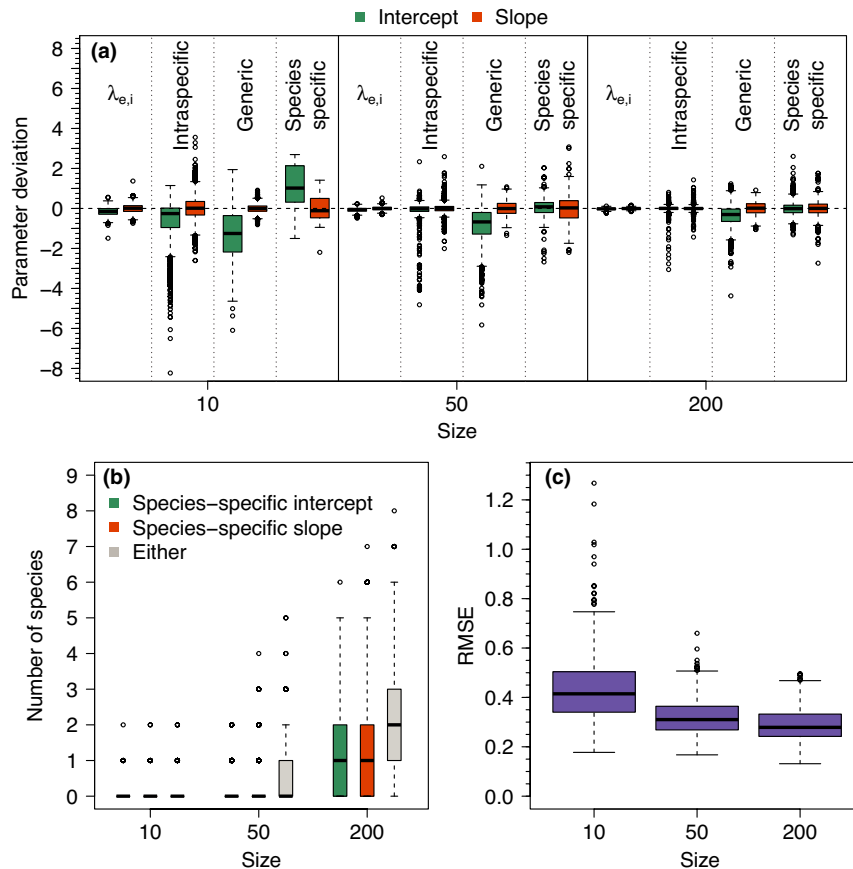 Intercept Slope
(a)
Parameter deviation
8
6
4
2
0
−2
−4
−6
−8
λe,i
Intraspecific
Generic
Species specific
λe,i
Intraspecific
Generic
Species specific
λe,i
Intraspecific
Generic
Species specific
10 50 200
Size
(b)
Species−specific intercept
Species−specific slope
Either
Number of species
9
8
7
6
5
4
3
2
1
0
10 50 200
Size
(c)
RMSE
1.2
1.0
0.8
0.6
0.4
0.2
0.0
10 50 200
Size